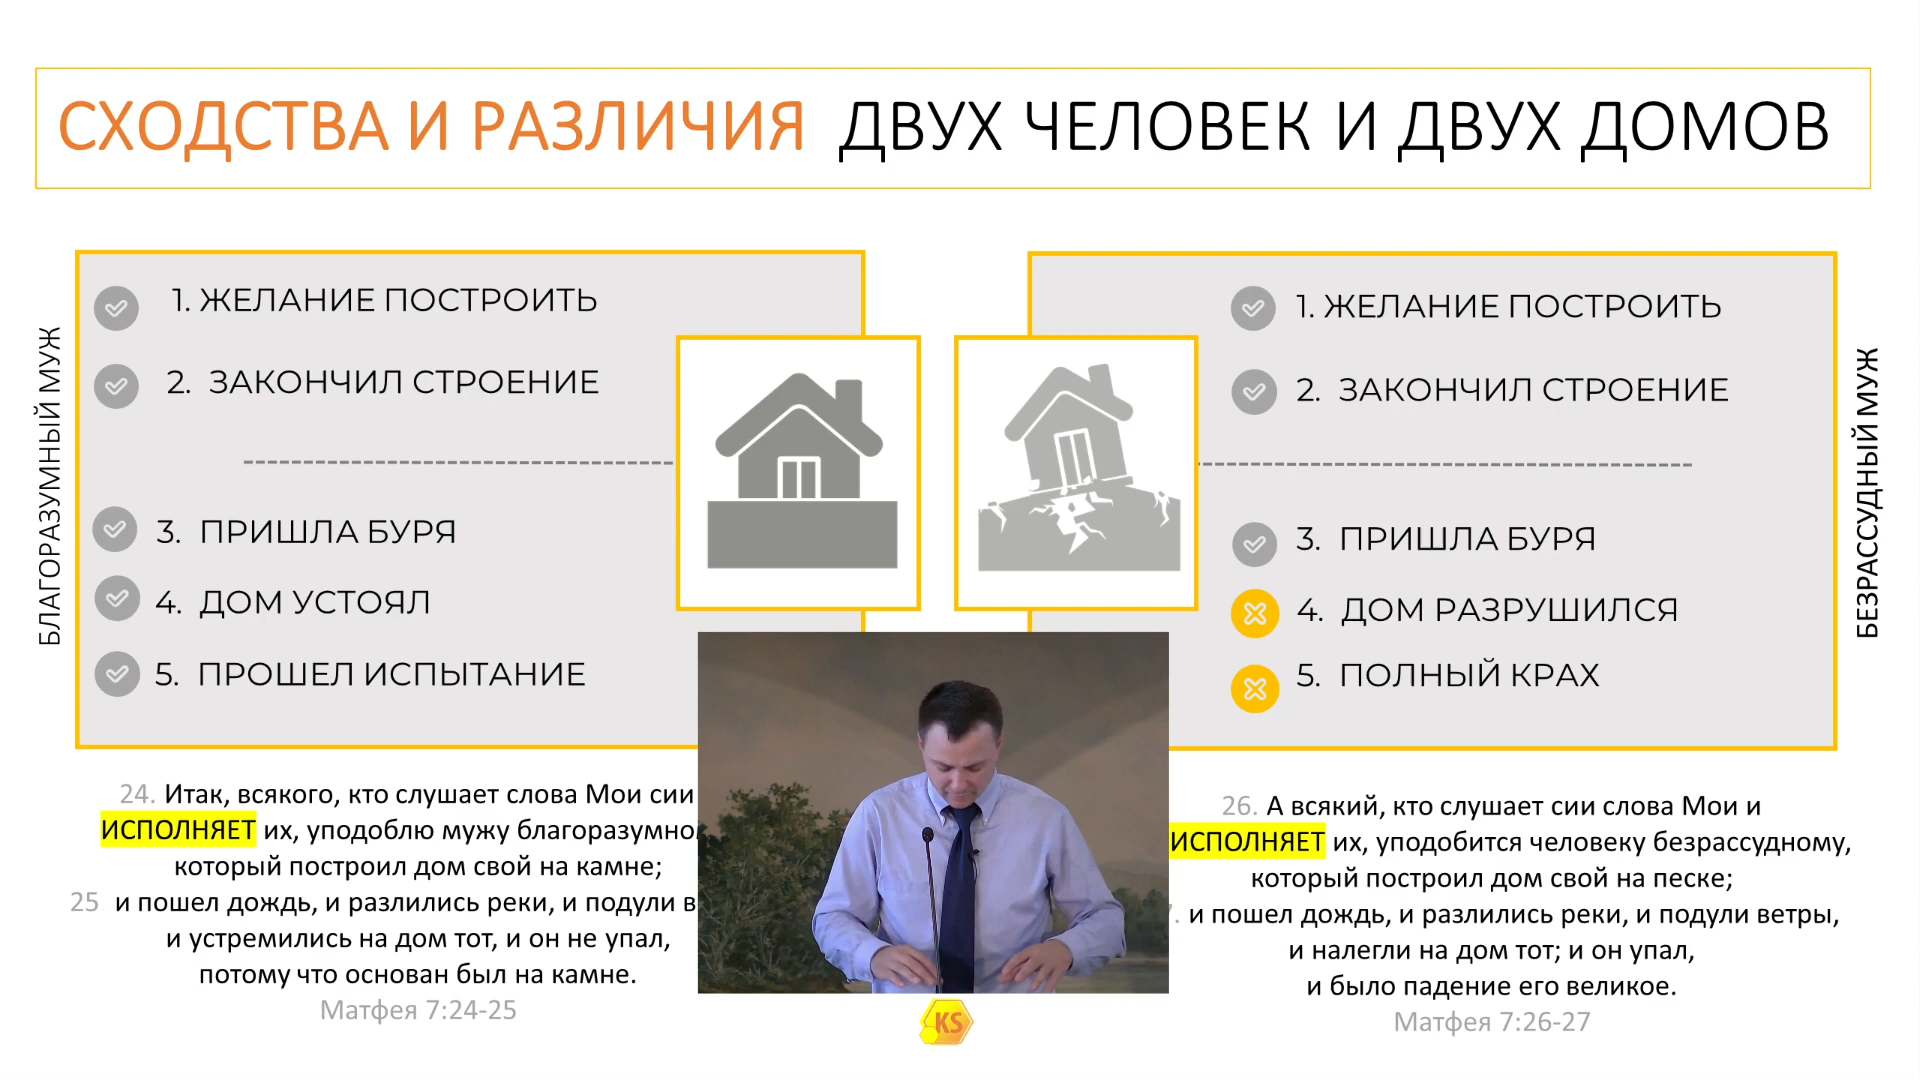 СХОДСТВА И РАЗЛИЧИЯ ДВУХ ЧЕЛОВЕК И ДВУХ ДОМОВ
БЛАГОРАЗУМНЫЙ МУЖ
1. ЖЕЛАНИЕ ПОСТРОИТЬ
2. ЗАКОНЧИЛ СТРОЕНИЕ
3. ПРИШЛА БУРЯ
4. ДОМ УСТОЯЛ
5. ПРОШЕЛ ИСПЫТАНИЕ
24. Итак, всякого, кто слушает слова Мои сии
ИСПОЛНЯЕТ их, уподоблю мужу
который построил дом свой на камне;
25 и пошел дождь, и разлились реки, и подули
и устремились на дом тот, и он не упал,
потому что основан был на камне.
Матфея 7:24-25
1. ЖЕЛАНИЕ ПОСТРОИТЬ
2. ЗАКОНЧИЛ СТРОЕНИЕ
3. ПРИШЛА БУРЯ
4. ДОМ РАЗРУШИЛСЯ
5. ПОЛНЫЙ КРАХ
БЕЗРАССУДНЫЙ МУЖ
26. А всякий, кто слушает сии слова Мои и
ИСПОЛНЯЕТ их, уподобится человеку безрассудному,
который построил дом свой на песке;
и пошел дождь, и разлились реки, и подули ветры,
и налегли на дом тот; и он упал,
и было падение его великое.
Матфея 7:26-27
KS